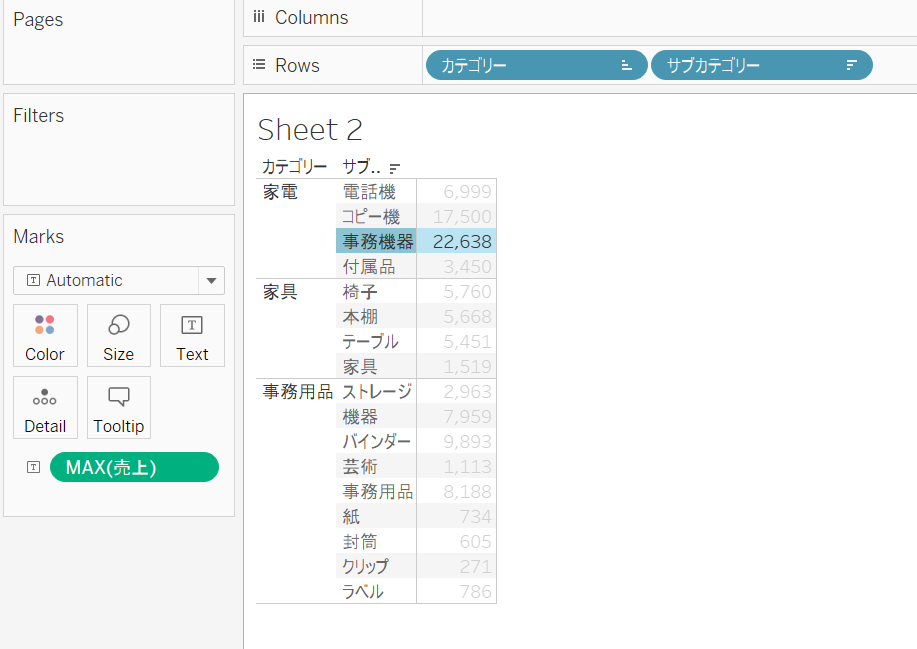 Pages
Columns
Rows カテゴリー サブカテゴリー
Filters
Marks
Automatic
Color Size Text
Detail Tooltip
MAX(売上)
Sheet 2
カテゴリー サブ..
家電 電話機 6,999
コピー機 17,500
事務機器 22,638
付属品 3,450
家具 椅子 5,760
本棚 5,668
テーブル 5,451
家具 1,519
事務用品 ストレージ 2,963
機器 7,959
バインダー 9,893
芸術 1,113
事務用品 8,188
紙 734
封筒 605
クリップ 271
ラベル 786